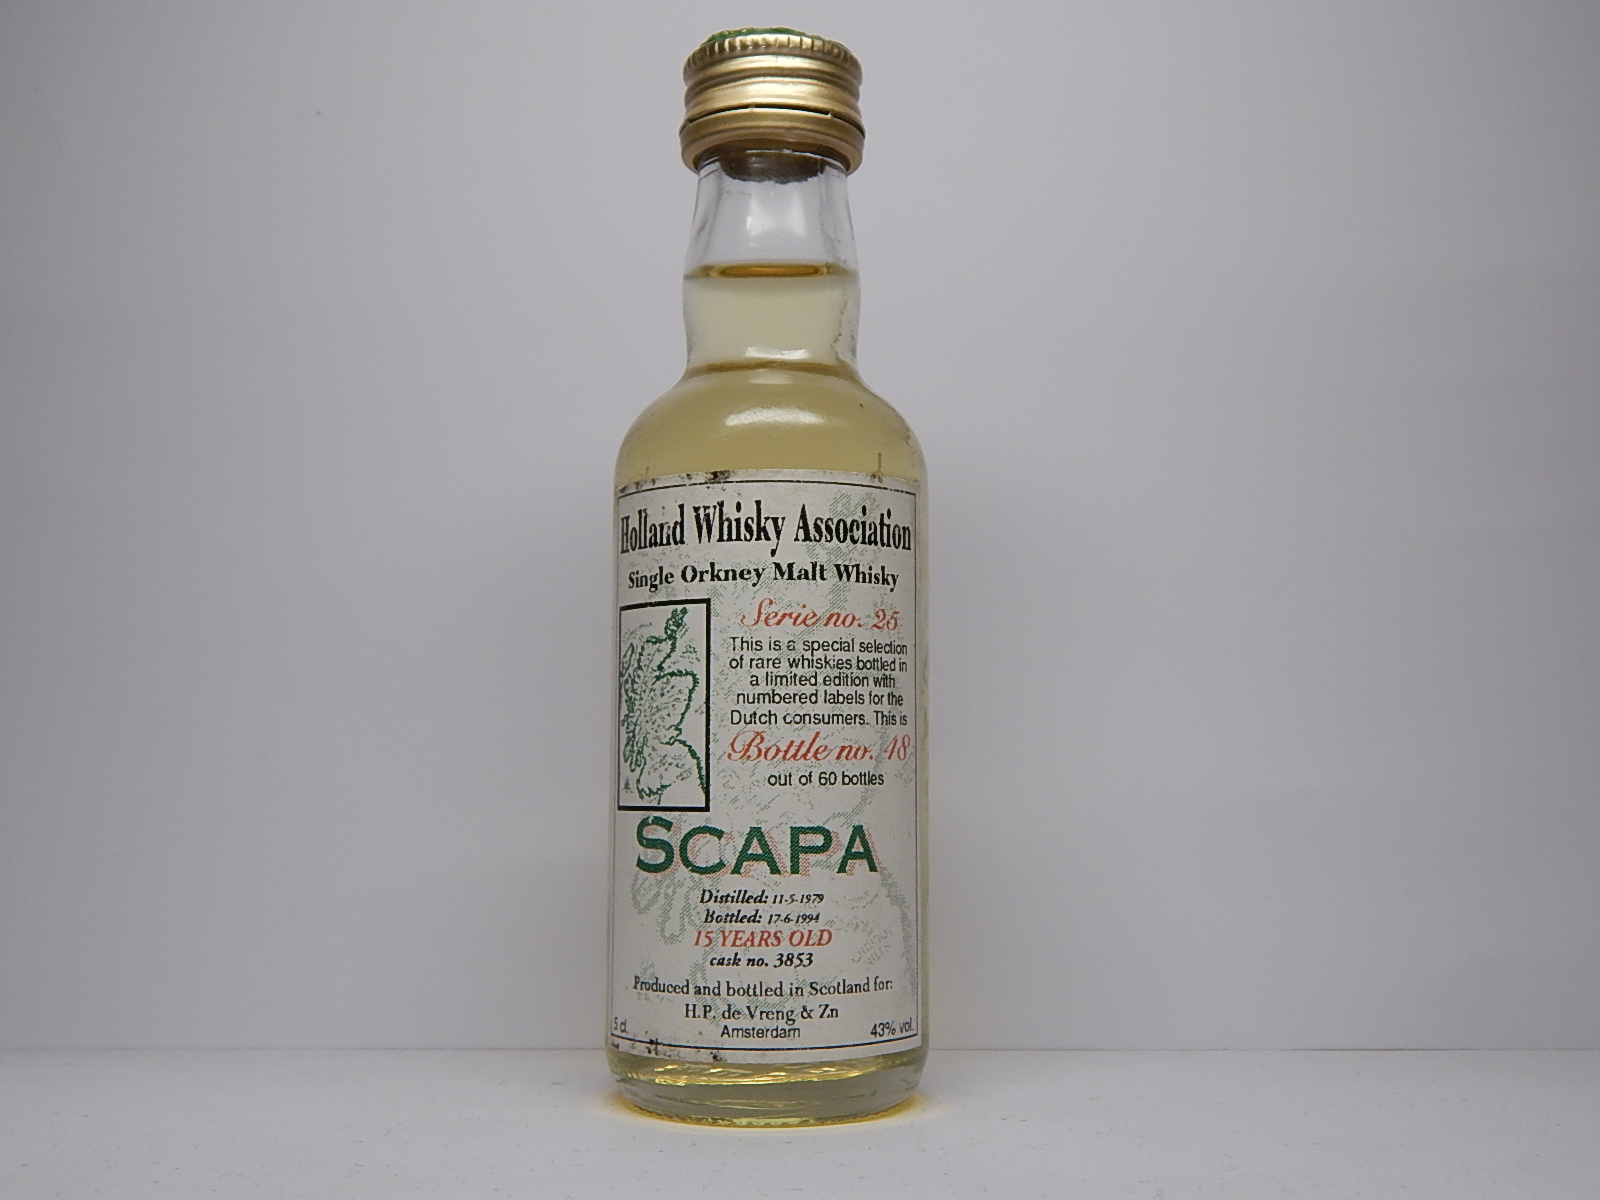 Holland Whisky Association
Single Orkney Malt Whisky
Serie no. 25
This is a special selection
of rare whiskies bottled in
a limited edition with
numbered labels for the
Dutch consumers. This is
Bottle no. 48
out of 60 bottles
SCAPA
Distilled: 11-5-1979
Bottled: 17-6-1994
15 YEARS OLD
cask no. 3853
Produced and bottled in Scotland for:
H.P. de Vreng & Zn
Amsterdam
5 cl.
43% vol.